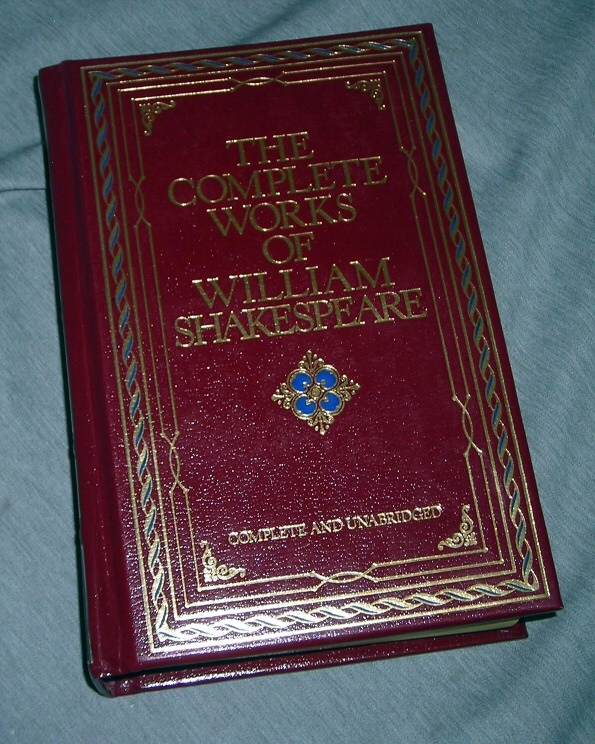 THE
COMPLETE
WORKS
OF
WILLIAM
SHAKESPEARE
COMPLETE AND UNABRIDGED